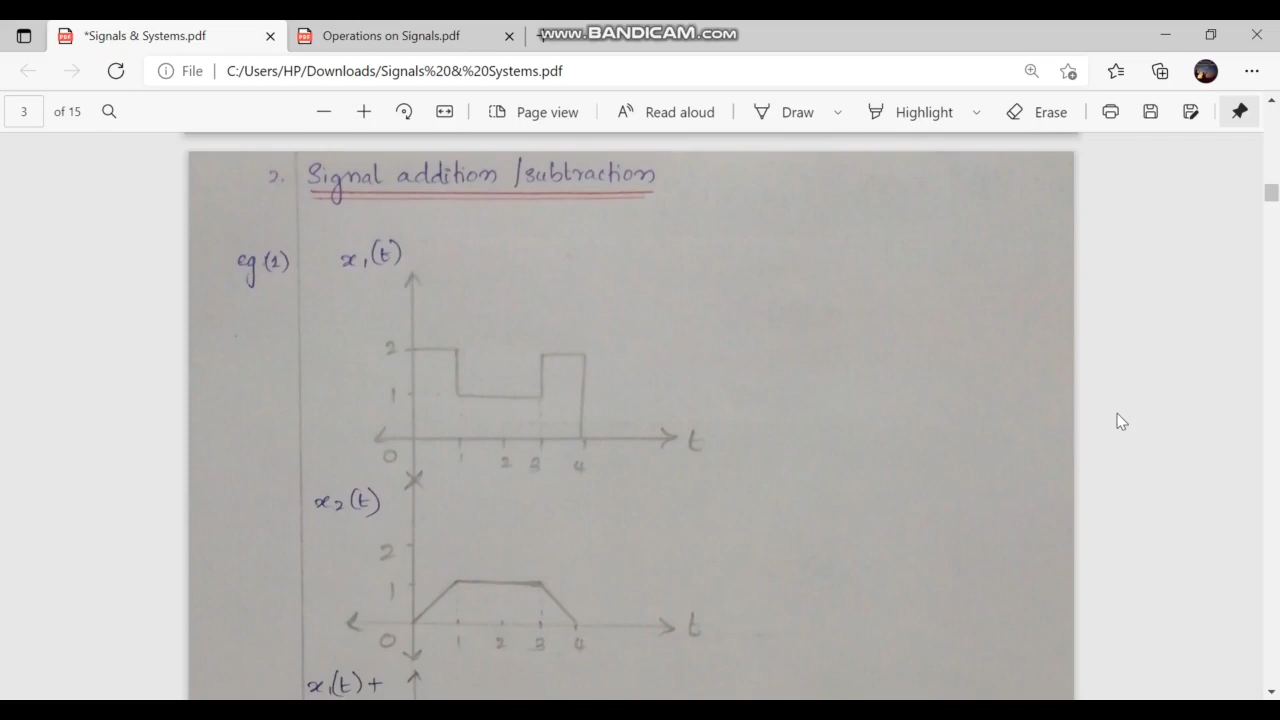 *Signals & Systems.pdf
Operations on Signals.pdf
www.BANDICAM.com
File
C:/Users/HP/Downloads/Signals%20&%20Systems.pdf
3 of 15
Page view
Read aloud
Draw
Highlight
Erase
2. Signal addition /subtraction
eg (1)
x₁(t)
2
1
0 1 2 3 4 t
x₂(t)
2
1
0 1 2 3 4 t
x₁(t) +